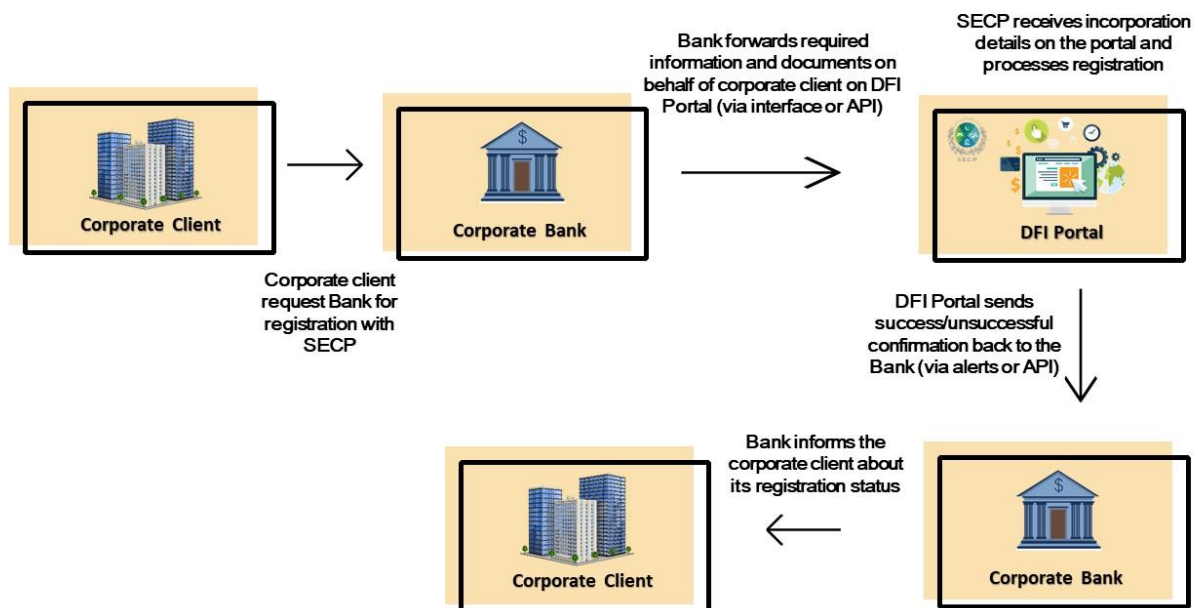 SECP receives incorporation
details on the portal and
processes registration
Bank forwards required
information and documents on
behalf of corporate client on DFI
Portal (via interface or API)
$
SECP
Corporate Client
Corporate Bank
DFI Portal
Corporate client
request Bank for
registration with
SECP
DFI Portal sends
success/unsuccessful
confirmation back to the
Bank (via alerts or API)
Bank informs the
corporate client about
its registration status
$
Corporate Client
Corporate Bank